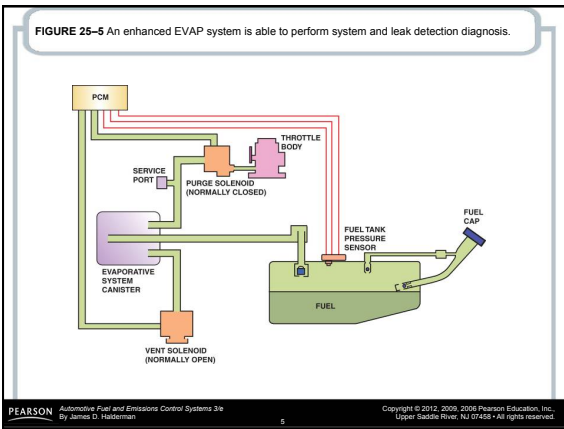 FIGURE 25–5 An enhanced EVAP system is able to perform system and leak detection diagnosis.
PCM
THROTTLE
BODY
SERVICE
PORT
PURGE SOLENOID
(NORMALLY CLOSED)
FUEL
CAP
FUEL TANK
PRESSURE
SENSOR
EVAPORATIVE
SYSTEM
CANISTER
FUEL
VENT SOLENOID
(NORMALLY OPEN)
PEARSON
Automotive Fuel and Emissions Control Systems 3/e
By James D. Halderman
5
Copyright © 2012, 2009, 2006 Pearson Education, Inc.,
Upper Saddle River, NJ 07458 • All rights reserved.